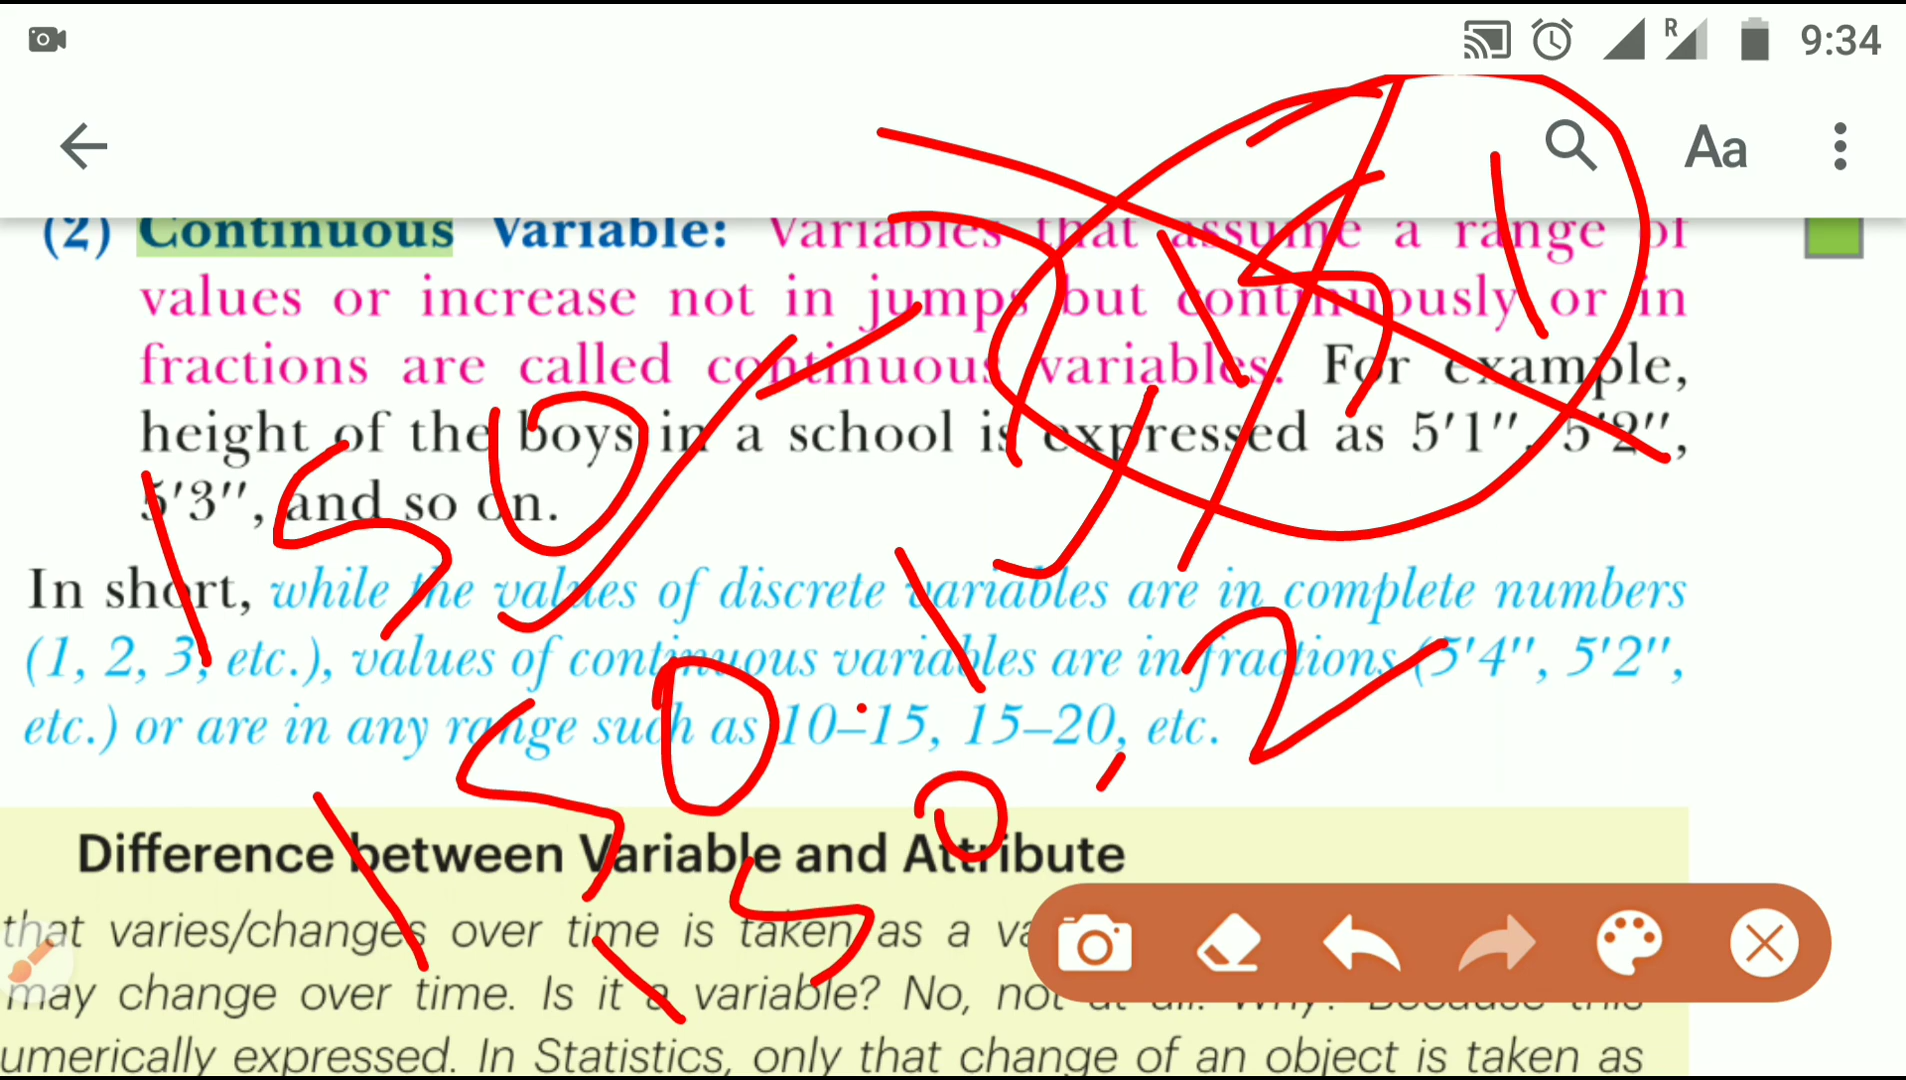 9:34
R
Aa
(2) Continuous Variable: Variables that assume a range of
values or increase not in jumps but continuously or in
fractions are called continuous variables. For example,
height of the boys in a school is expressed as 5'1", 5'2",
5'3", and so on.
In short, while the values of discrete variables are in complete numbers
(1, 2, 3, etc.), values of continuous variables are in fractions (5'4", 5'2",
etc.) or are in any range such as 10–15, 15–20, etc.
Difference between Variable and Attribute
that varies/changes over time is taken as a
may change over time. Is it a variable? No, not at all. Why? Because this
umerically expressed. In Statistics, only that change of an object is taken as